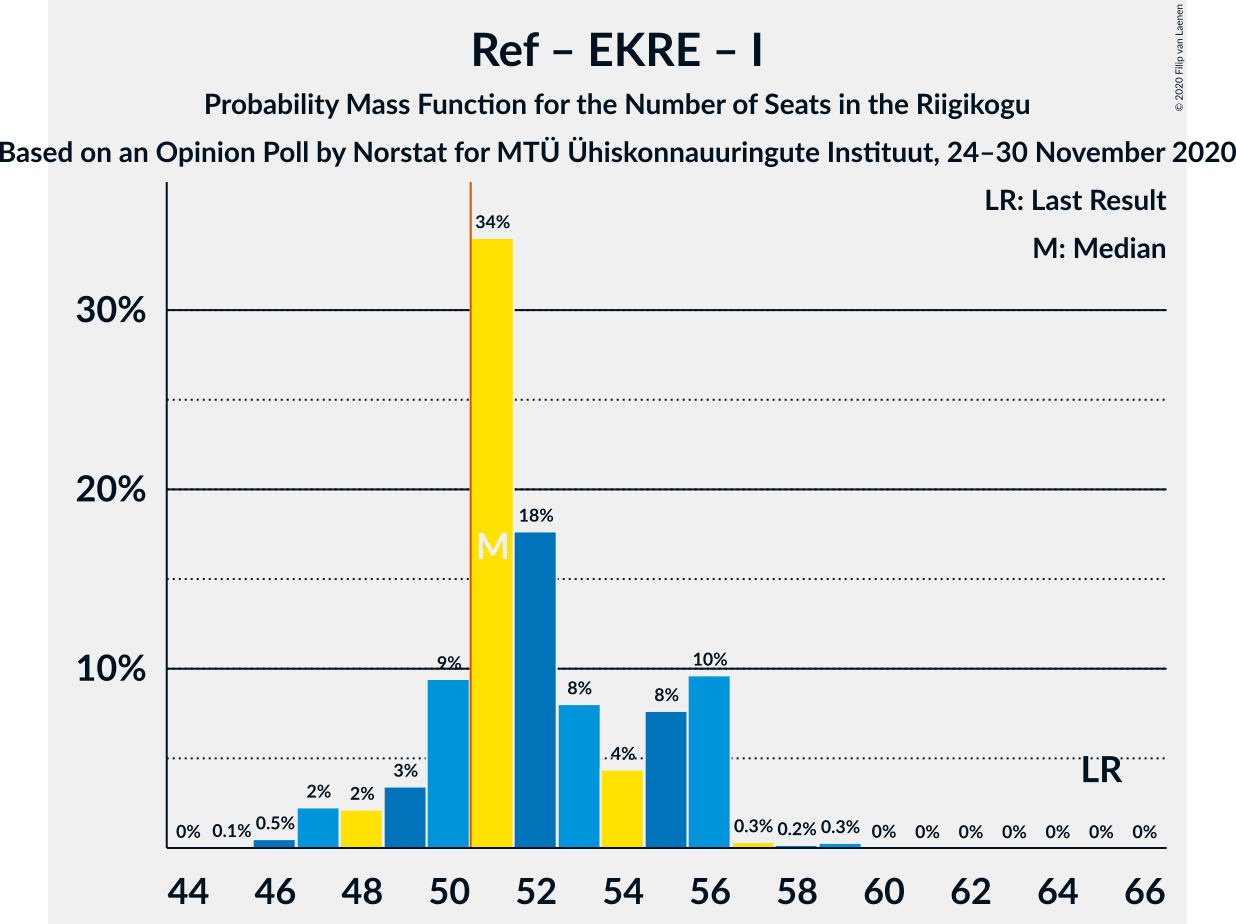 Ref – EKRE – I
© 2020 Filip van Laenen
Probability Mass Function for the Number of Seats in the Riigikogu
Based on an Opinion Poll by Norstat for MTÜ Ühiskonnauuringute Instituut, 24–30 November 2020
LR: Last Result
M: Median
34%
30%
20%
18%
M
10%
9%
10%
8%
8%
4%
LR
3%
2%
2%
0%
0.1%
0.5%
0.3%
0.2%
0.3%
0%
0%
0%
0%
0%
0%
0%
44 46 48 50 52 54 56 58 60 62 64 66